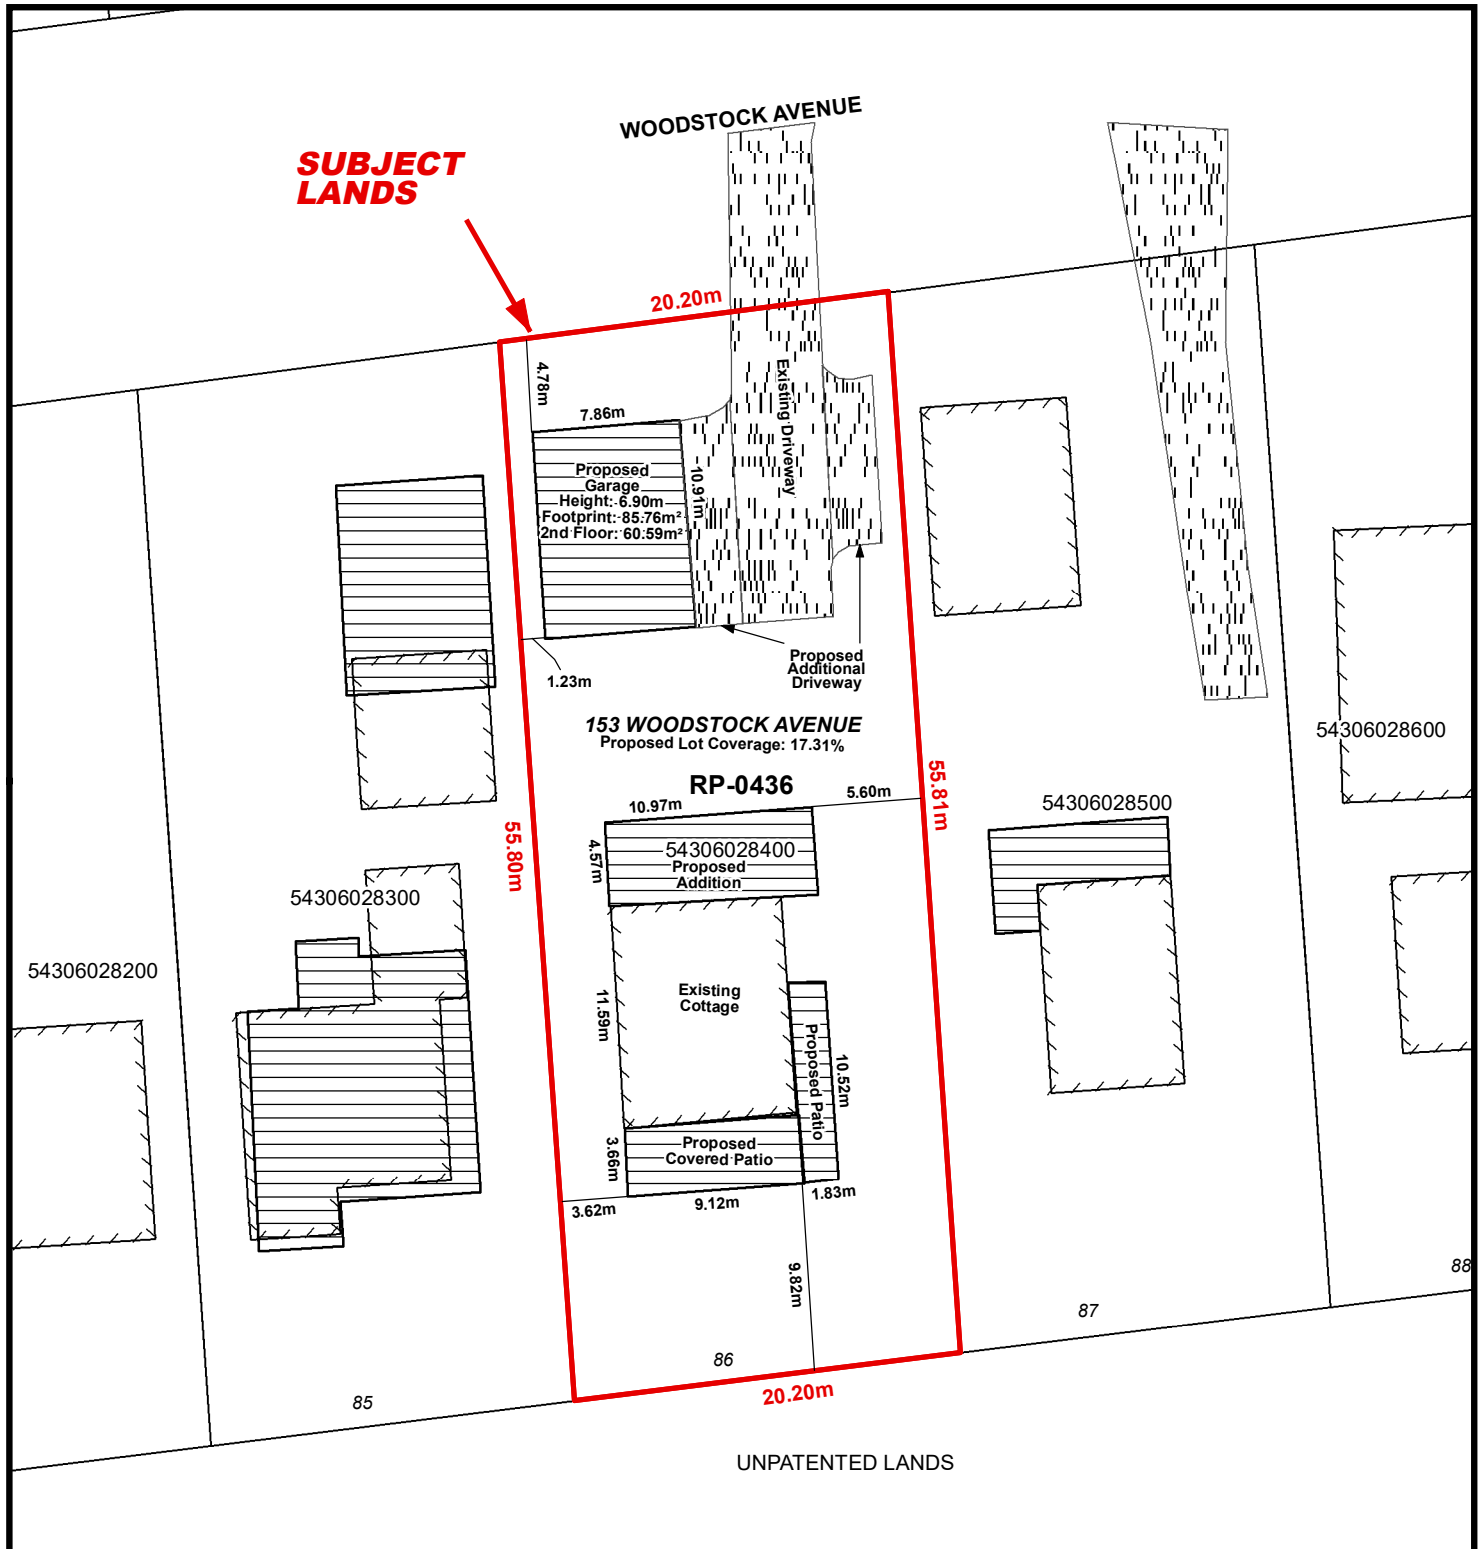 WOODSTOCK AVENUE
SUBJECT
LANDS
20.20m
4.78m
7.86m
Existing Driveway
Proposed
Garage
Height: 6.90m
Footprint: 85.76m²
2nd Floor: 60.59m²
10.91m
Proposed
Additional
Driveway
1.23m
153 WOODSTOCK AVENUE
Proposed Lot Coverage: 17.31%
RP-0436
54306028600
55.81m
5.60m
10.97m
54306028500
55.80m
4.57m
54306028400
Proposed
Addition
54306028300
54306028200
Existing
Cottage
11.59m
Proposed Patio
10.52m
3.66m
Proposed
Covered Patio
1.83m
3.62m
9.12m
9.82m
88
87
86
85
20.20m
UNPATENTED LANDS